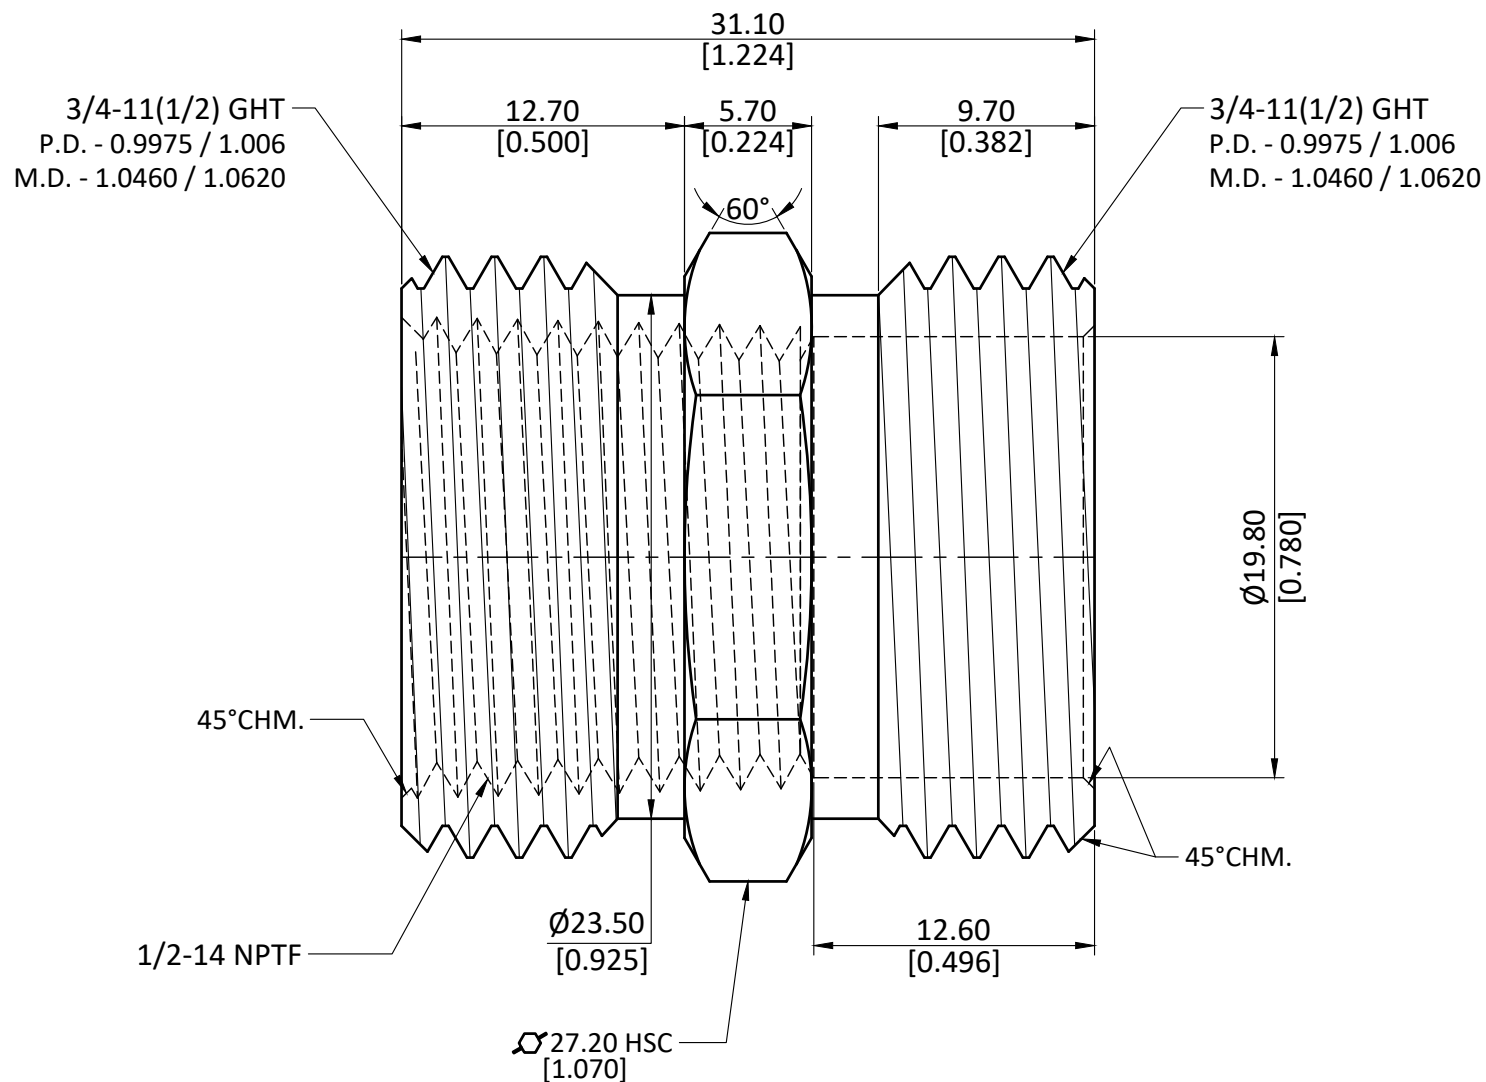 31.10
[1.224]
3/4-11(1/2) GHT
P.D. - 0.9975 / 1.006
M.D. - 1.0460 / 1.0620
12.70
[0.500]
5.70
[0.224]
9.70
[0.382]
3/4-11(1/2) GHT
P.D. - 0.9975 / 1.006
M.D. - 1.0460 / 1.0620
60°
Ø19.80
[0.780]
45°CHM.
45°CHM.
1/2-14 NPTF
Ø23.50
[0.925]
12.60
[0.496]
27.20 HSC
[1.070]